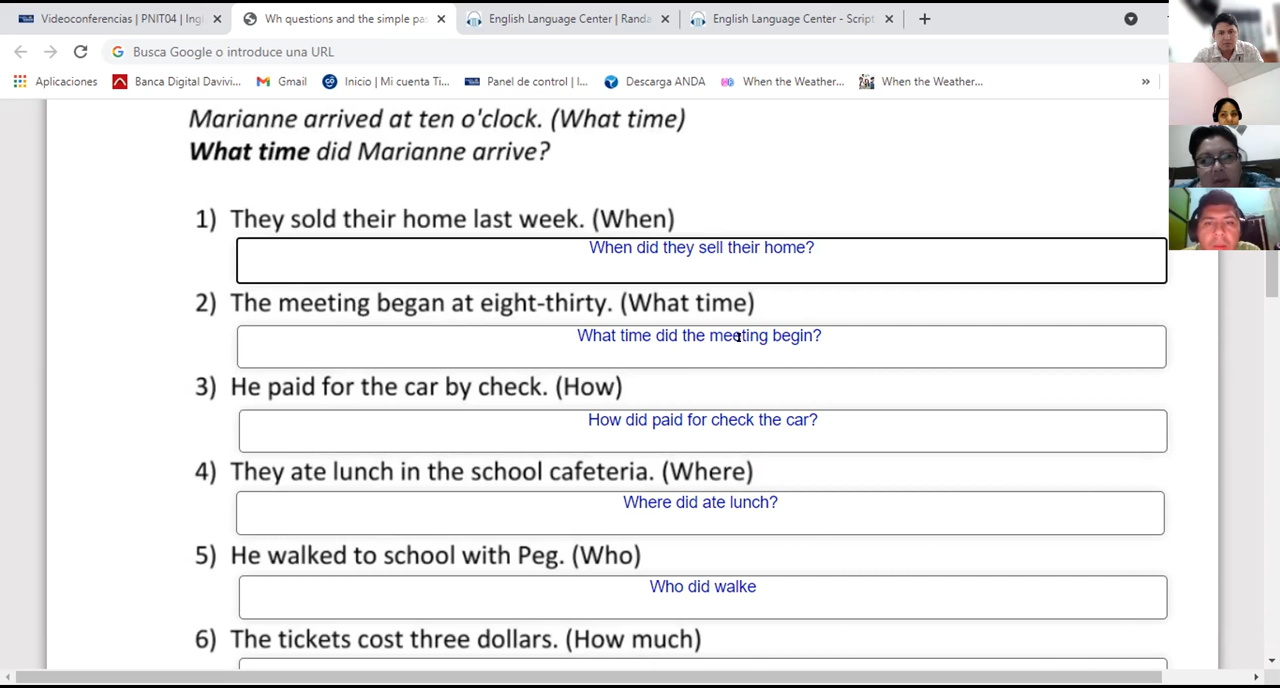 Videoconferencias | PNIT04 | Ingl
Wh questions and the simple pas
English Language Center | Randa
English Language Center - Script
Busca Google o introduce una URL
Aplicaciones
Banca Digital Davivi...
Gmail
Inicio | Mi cuenta Ti...
Panel de control | I...
Descarga ANDA
When the Weather...
When the Weather...
»
Marianne arrived at ten o'clock. (What time)
What time did Marianne arrive?
1) They sold their home last week. (When)
When did they sell their home?
2) The meeting began at eight-thirty. (What time)
What time did the meeting begin?
3) He paid for the car by check. (How)
How did paid for check the car?
4) They ate lunch in the school cafeteria. (Where)
Where did ate lunch?
5) He walked to school with Peg. (Who)
Who did walke
6) The tickets cost three dollars. (How much)